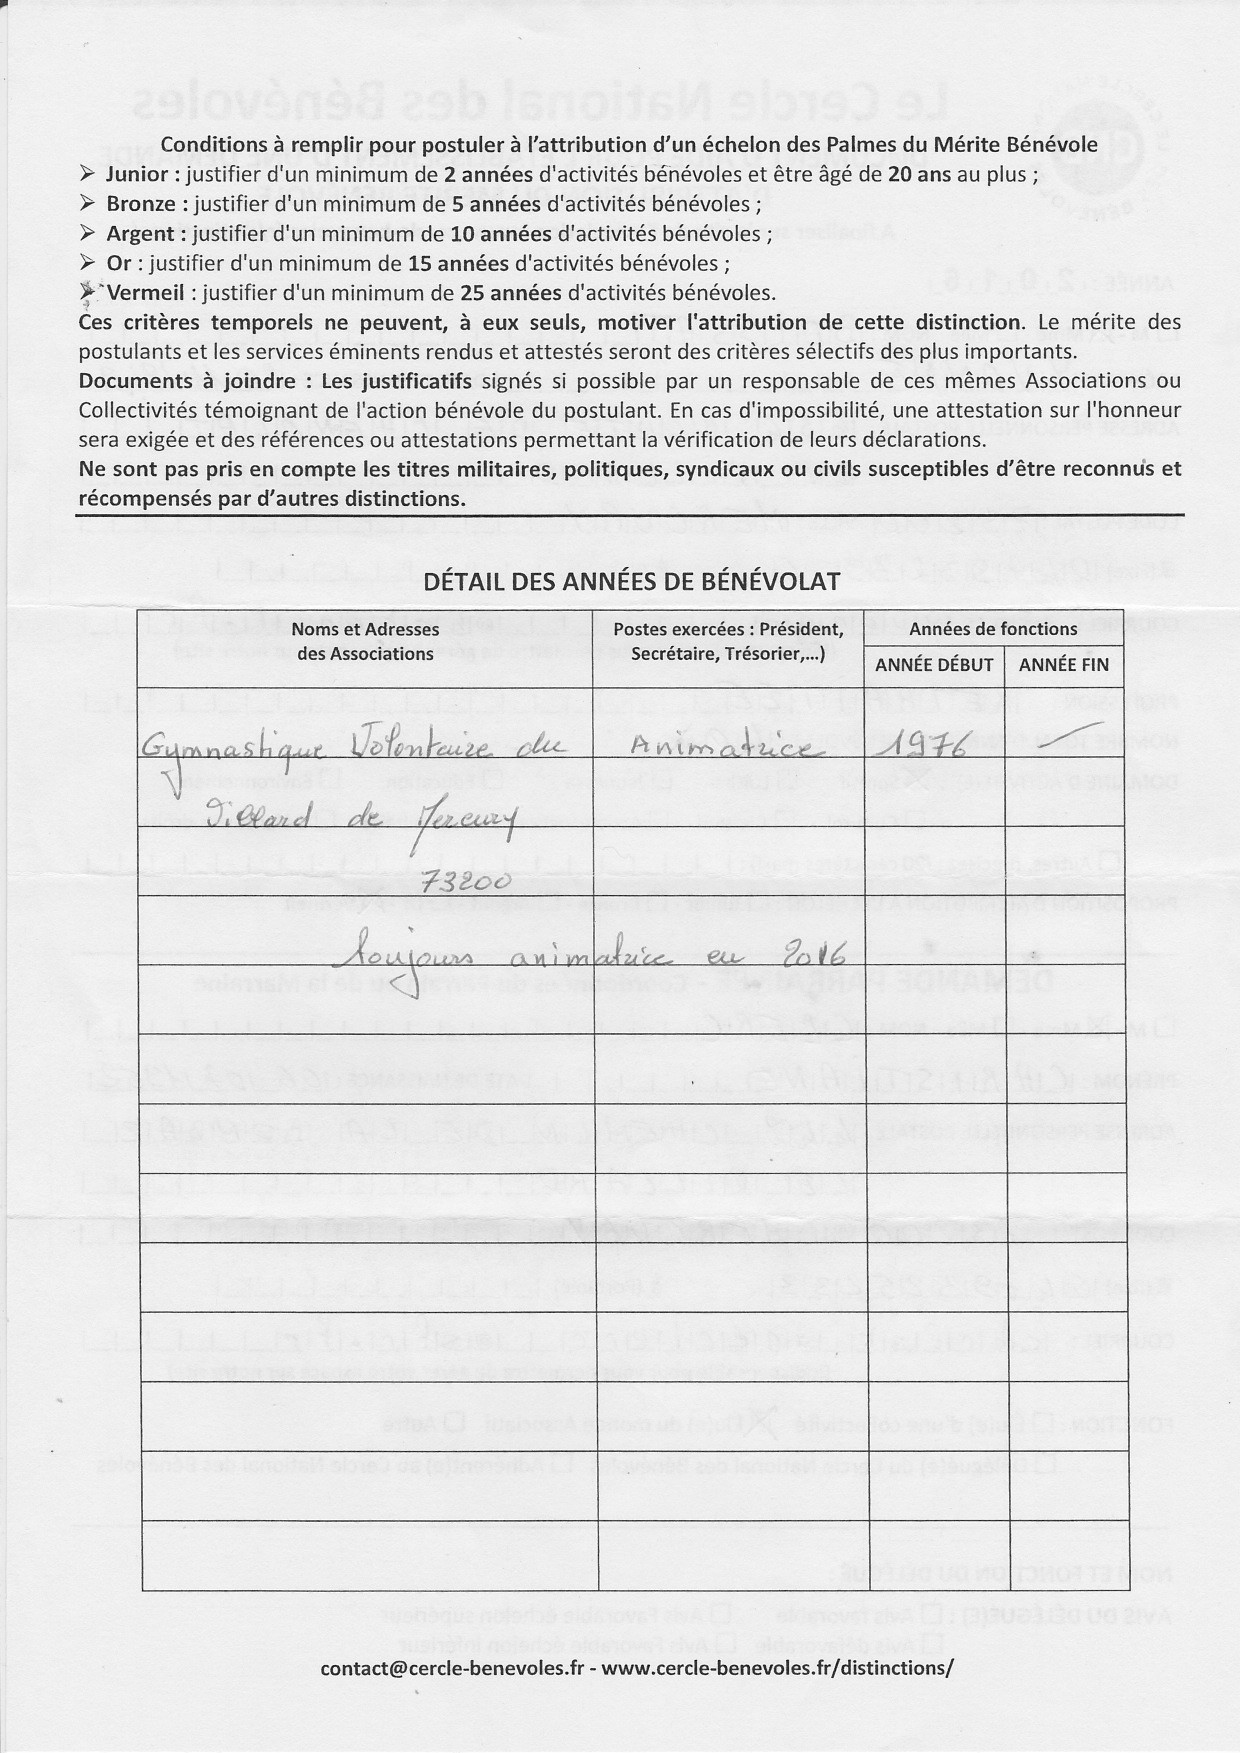 Conditions à remplir pour postuler à l’attribution d’un échelon des Palmes du Mérite Bénévole
➢ Junior : justifier d'un minimum de 2 années d'activités bénévoles et être âgé de 20 ans au plus ;
➢ Bronze : justifier d'un minimum de 5 années d'activités bénévoles ;
➢ Argent : justifier d'un minimum de 10 années d'activités bénévoles ;
➢ Or : justifier d'un minimum de 15 années d'activités bénévoles ;
➢ Vermeil : justifier d'un minimum de 25 années d'activités bénévoles.
Ces critères temporels ne peuvent, à eux seuls, motiver l'attribution de cette distinction. Le mérite des
postulants et les services éminents rendus et attestés seront des critères sélectifs des plus importants.
Documents à joindre : Les justificatifs signés si possible par un responsable de ces mêmes Associations ou
Collectivités témoignant de l'action bénévole du postulant. En cas d'impossibilité, une attestation sur l'honneur
sera exigée et des références ou attestations permettant la vérification de leurs déclarations.
Ne sont pas pris en compte les titres militaires, politiques, syndicaux ou civils susceptibles d’être reconnus et
récompensés par d’autres distinctions.
DÉTAIL DES ANNÉES DE BÉNÉVOLAT
Noms et Adresses
des Associations
Postes exercées : Président,
Secrétaire, Trésorier,...)
Années de fonctions
ANNÉE DÉBUT ANNÉE FIN
Gymnastique Volontaire du Animatrice 1976
Villard de Mercury
73200
toujours animatrice en 2016
contact@cercle-benevoles.fr - www.cercle-benevoles.fr/distinctions/